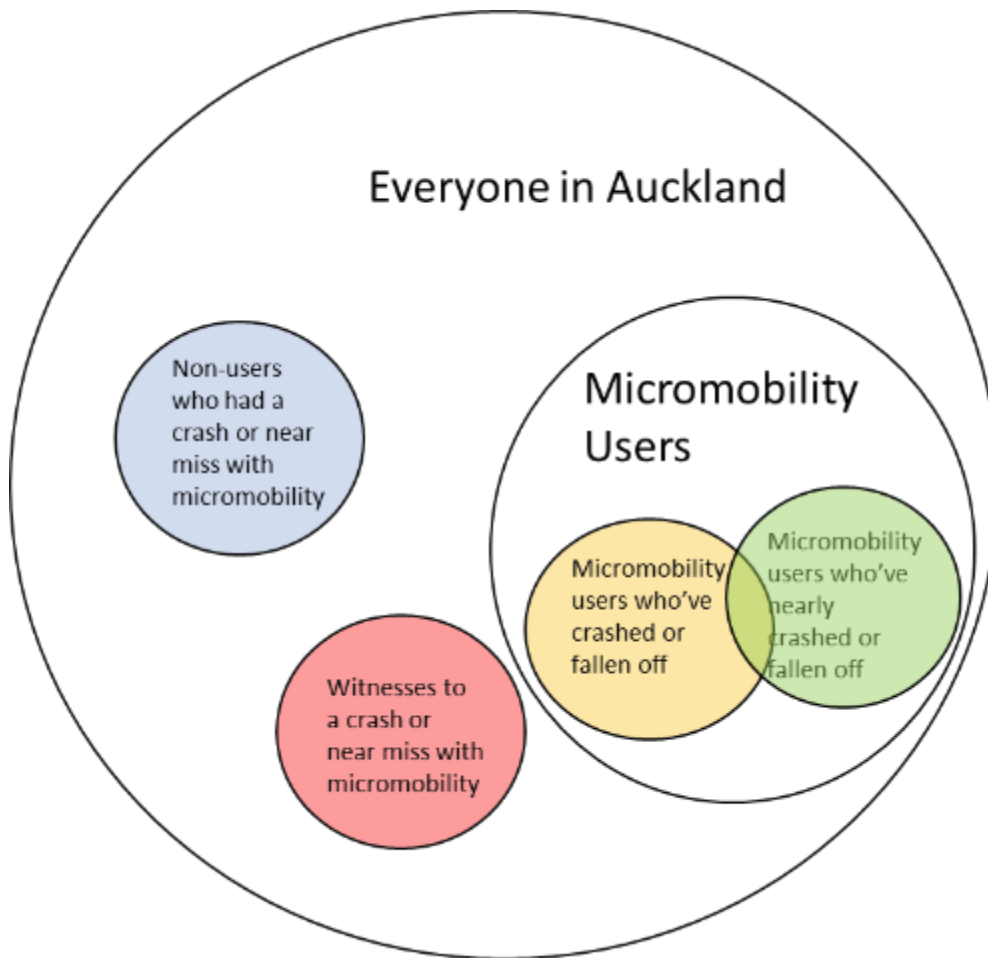 Everyone in Auckland
Non-users
who had a
crash or near
miss with
micromobility
Micromobility
Users
Micromobility
users who've
crashed or
fallen off
Micromobility
users who've
nearly
crashed or
fallen off
Witnesses to
a crash or
near miss with
micromobility